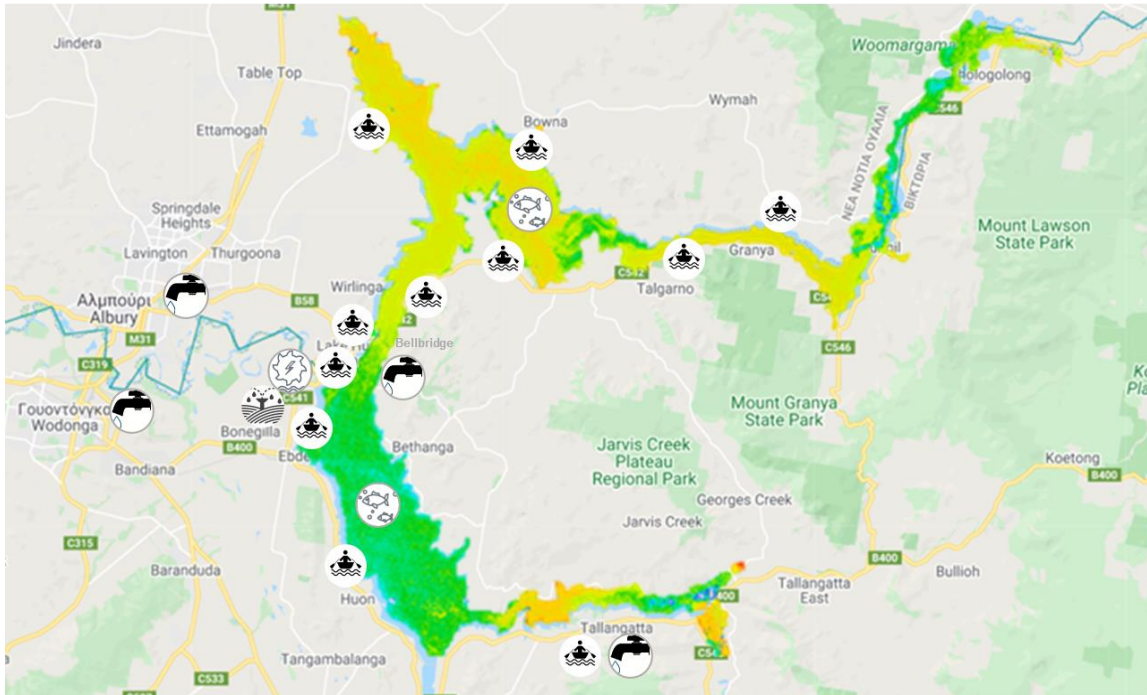 M31
Jindera
Woomargama
Table Top
Wymah
C546
Ettamogah
Bowna
ΝΕΑ ΝΟΤΙΑ ΟΥΑΛΙΑ
ΒΙΚΤΩΡΙΑ
Springdale
Heights
Mount Lawson
State Park
Lavington
Thurgoona
Granya
C542
Talgarno
Wirlinga
Αλμπούρι
Albury
B58
M31
Bellbridge
C546
C319
C541
Γουοντόνγκα
Wodonga
Mount Granya
State Park
Bonegilla
B400
Bethanga
Jarvis Creek
Plateau
Regional Park
Bandiana
Koetong
B400
Georges Creek
Jarvis Creek
C315
B400
Baranduda
Bullioh
Huon
Tallangatta
East
Tallangatta
Tangambalanga
C533